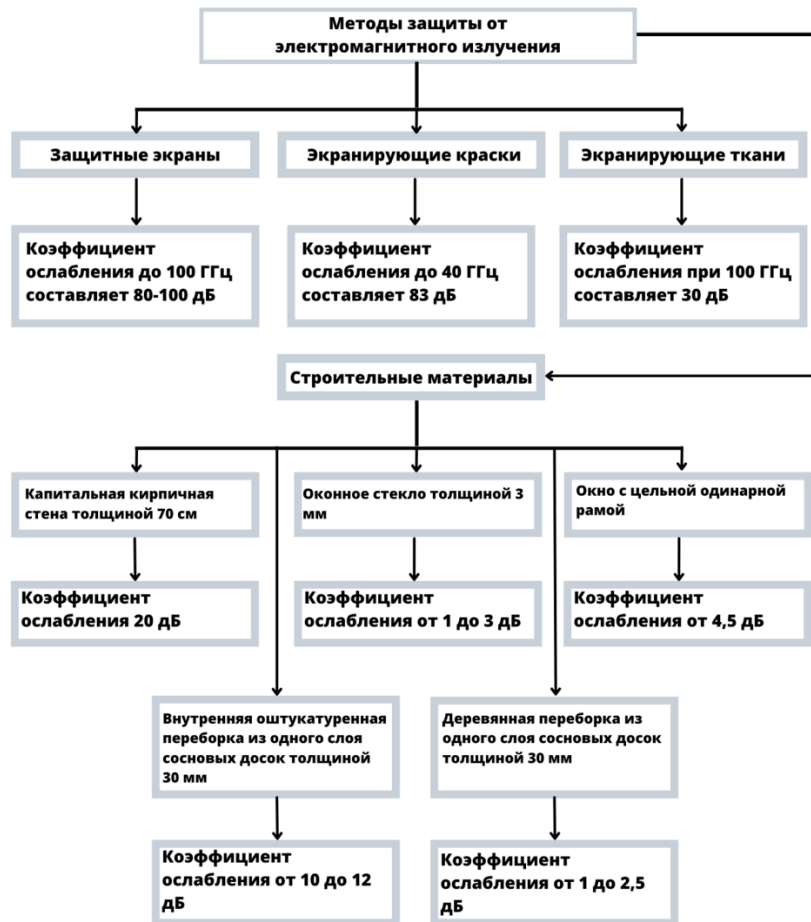 Методы защиты от
электромагнитного излучения
Защитные экраны
Экранирующие краски
Экранирующие ткани
Коэффициент
ослабления до 100 ГГц
составляет 80-100 дБ
Коэффициент
ослабления до 40 ГГц
составляет 83 дБ
Коэффициент
ослабления при 100 ГГц
составляет 30 дБ
Строительные материалы
Капитальная кирпичная
стена толщиной 70 см
Оконное стекло толщиной 3
мм
Окно с цельной одинарной
рамой
Коэффициент
ослабления 20 дБ
Коэффициент
ослабления от 1 до 3 дБ
Коэффициент
ослабления от 4,5 дБ
Внутренняя оштукатуренная
переборка из одного слоя
сосновых досок толщиной
30 мм
Деревянная переборка из
одного слоя сосновых досок
толщиной 30 мм
Коэффициент
ослабления от 10 до 12
дБ
Коэффициент
ослабления от 1 до 2,5
дБ